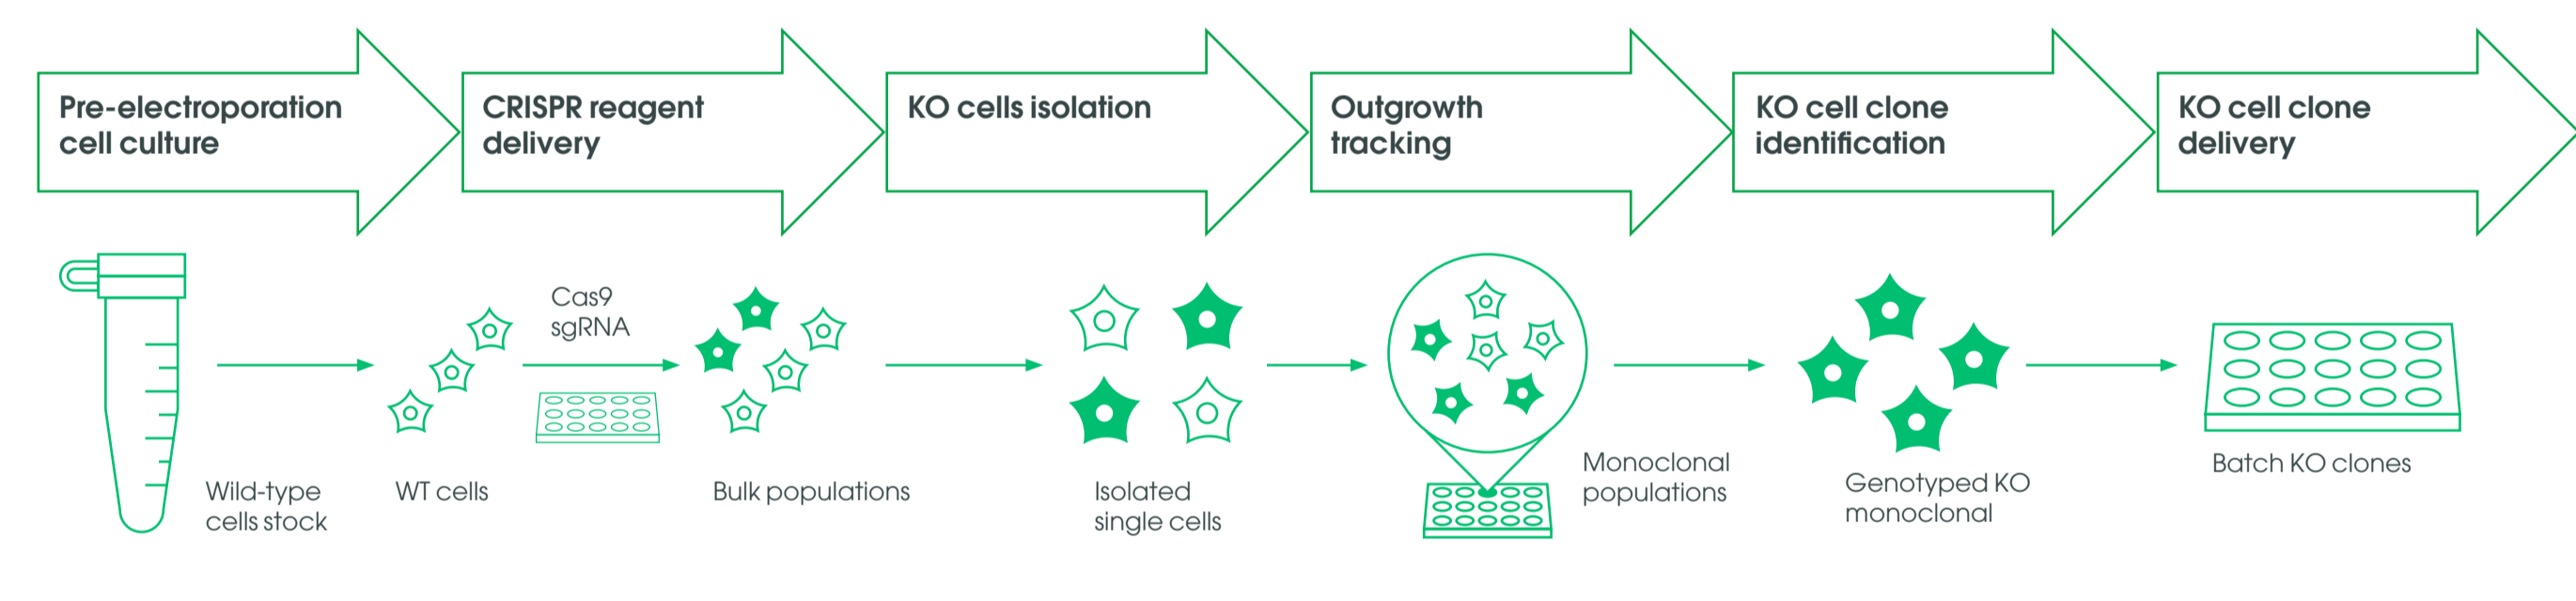 Pre-electroporation
cell culture
CRISPR reagent
delivery
KO cells isolation
Outgrowth
tracking
KO cell clone
identification
KO cell clone
delivery
Wild-type
cells stock
WT cells
Cas9
sgRNA
Bulk populations
Isolated
single cells
Monoclonal
populations
Genotyped KO
monoclonal
Batch KO clones